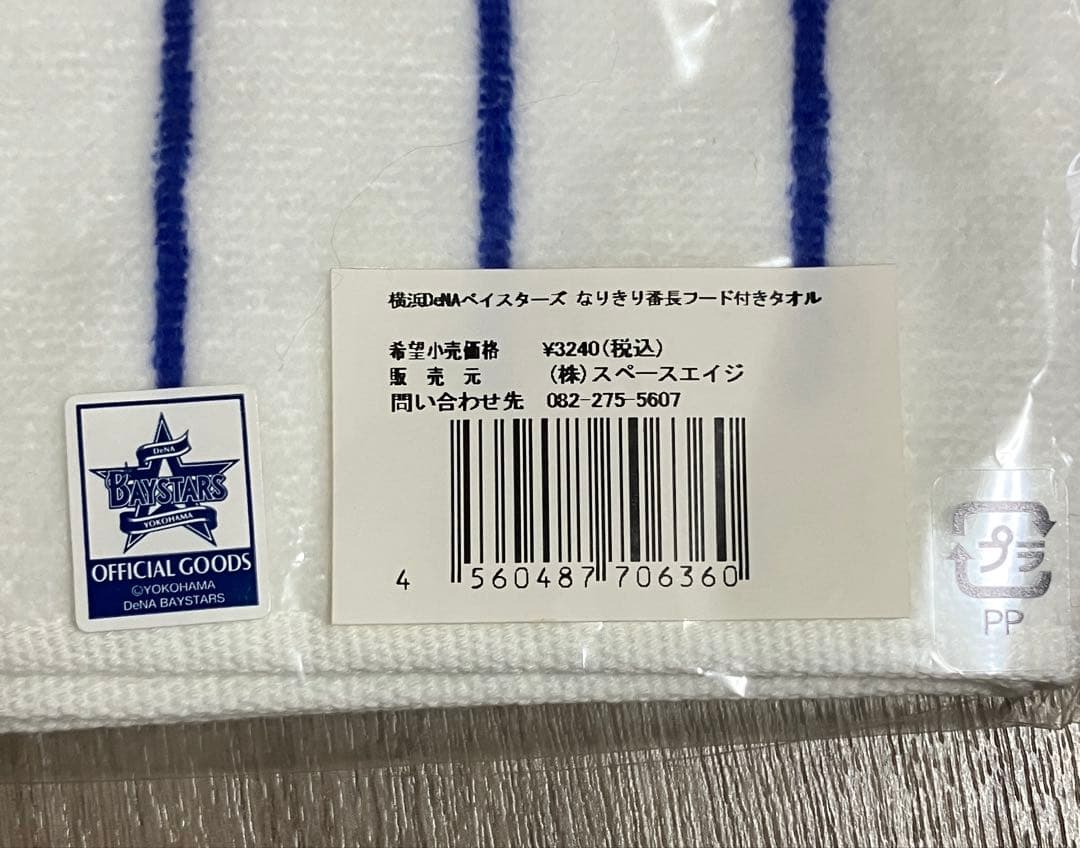 横浜DeNAベイスターズ なりきり番長フード付きタオル
希望小売価格 ¥3240(税込)
販売元 (株)スペースエイジ
問い合わせ先 082-275-5607
4 560487 706360
DeNA
BAYSTARS
YOKOHAMA
OFFICIAL GOODS
©YOKOHAMA
DeNA BAYSTARS
プラ
PP